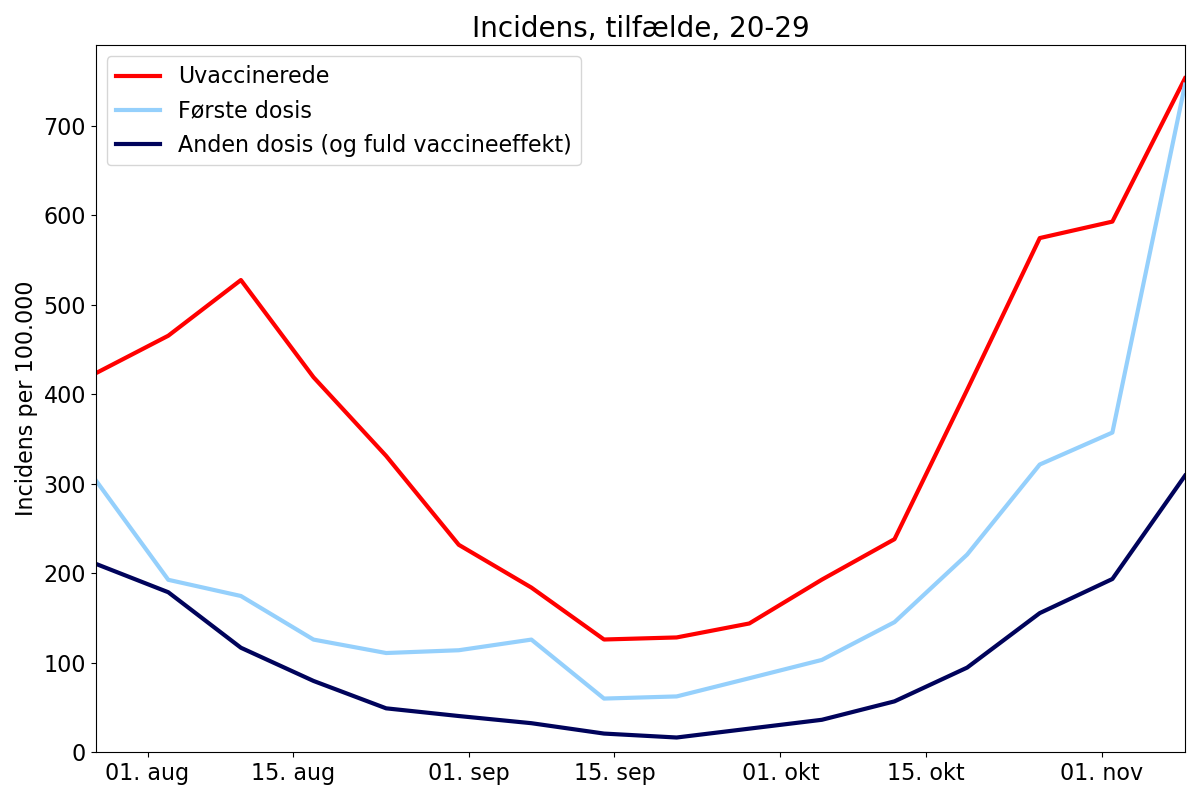 Incidens, tilfælde, 20-29
Uvaccinerede
Første dosis
Anden dosis (og fuld vaccineeffekt)
Incidens per 100.000
700
600
500
400
300
200
100
0
01. aug 15. aug 01. sep 15. sep 01. okt 15. okt 01. nov